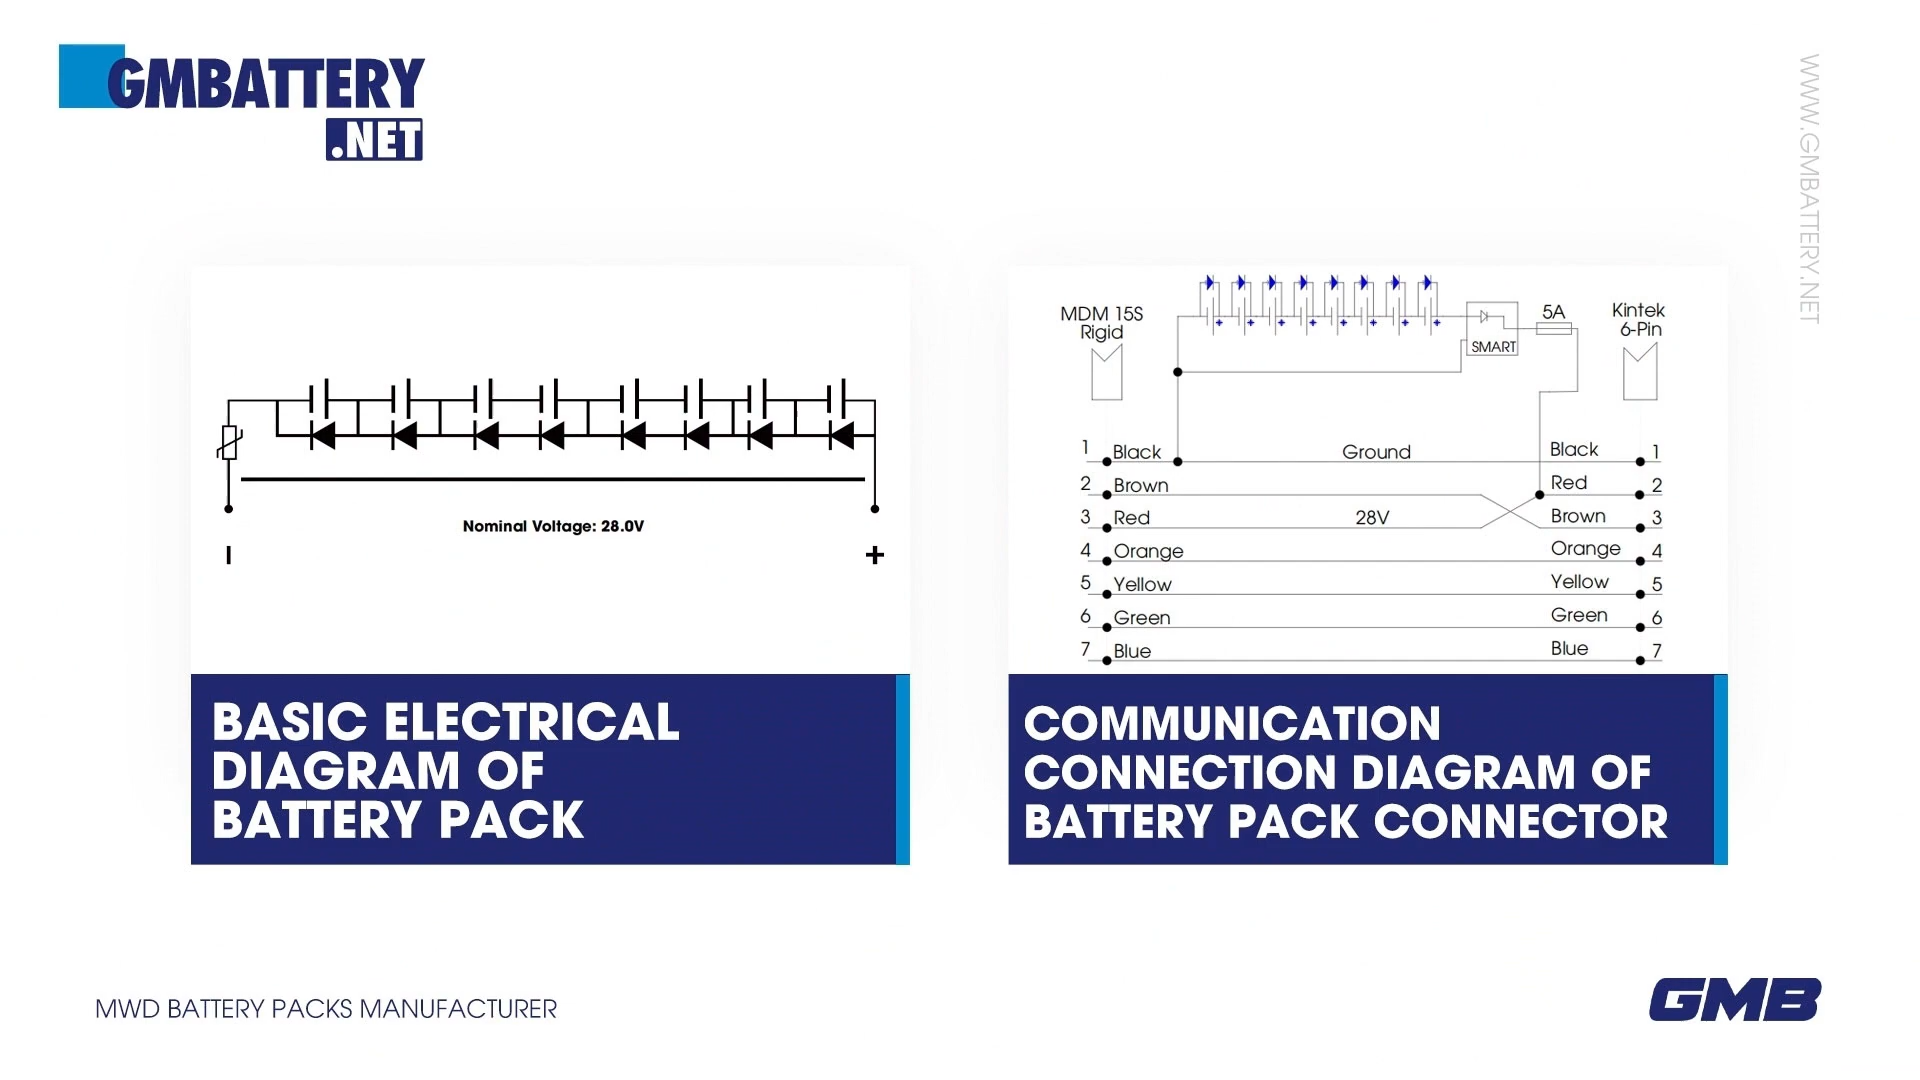 GMBATTERY
.NET
WWW.GMBATTERY.NET
Nominal Voltage: 28.0V
BASIC ELECTRICAL
DIAGRAM OF
BATTERY PACK
MDM 15S
Rigid
SMART
5A
Kintek
6-Pin
1 Black Ground Black 1
2 Brown Red 2
3 Red 28V Brown 3
4 Orange Orange 4
5 Yellow Yellow 5
6 Green Green 6
7 Blue Blue 7
COMMUNICATION
CONNECTION DIAGRAM OF
BATTERY PACK CONNECTOR
MWD BATTERY PACKS MANUFACTURER
GMB